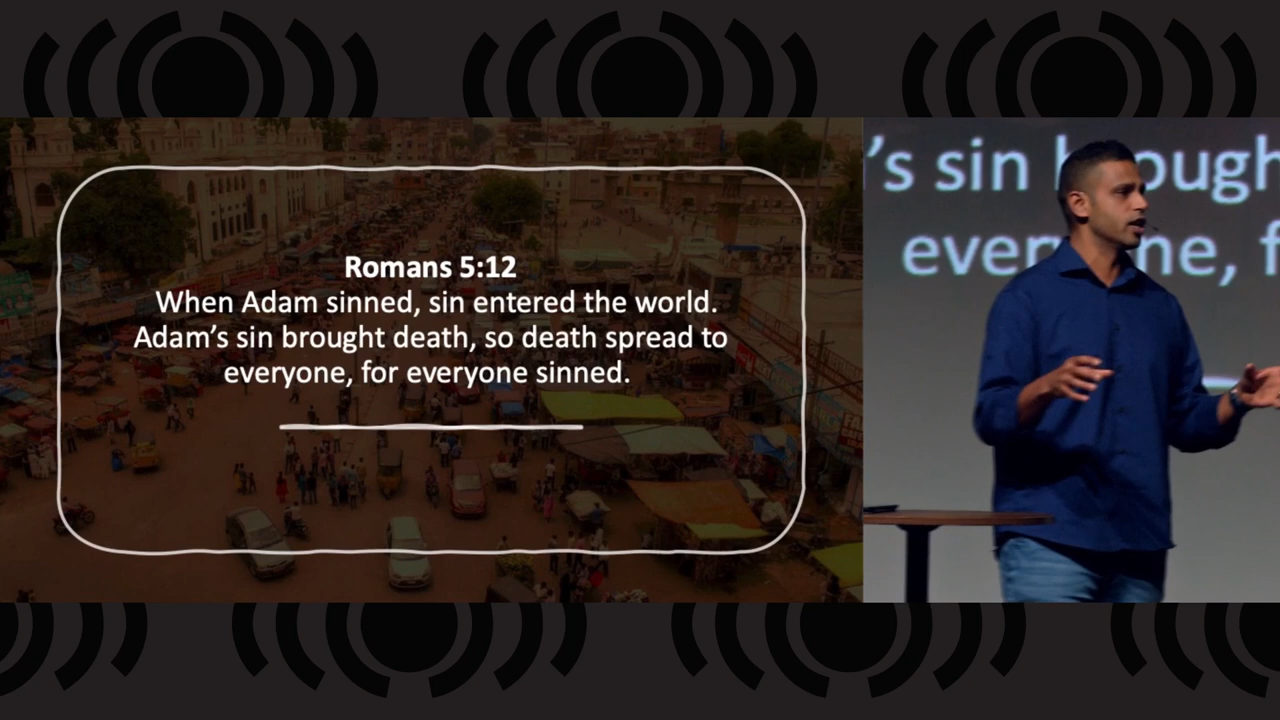 Romans 5:12
When Adam sinned, sin entered the world.
Adam’s sin brought death, so death spread to
everyone, for everyone sinned.
’s sin